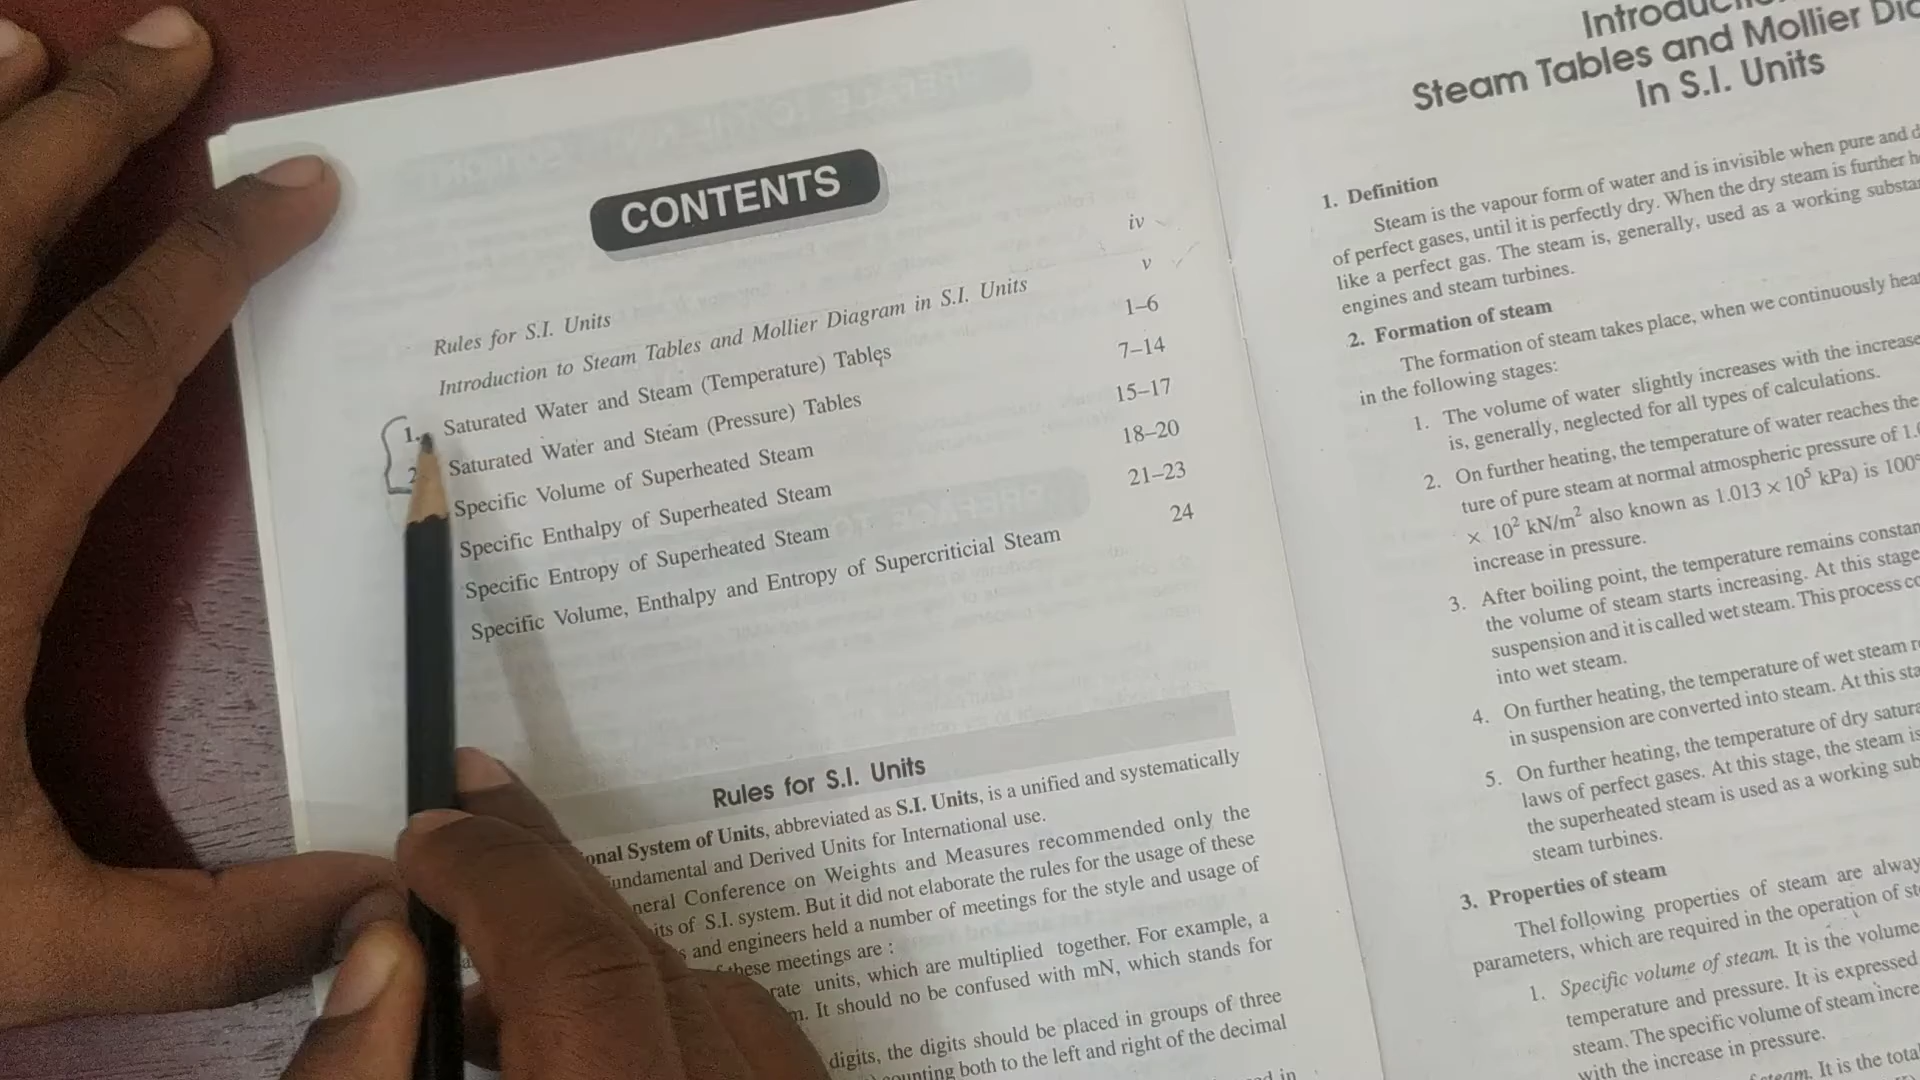 CONTENTS
Rules for S.I. Units iv
Introduction to Steam Tables and Mollier Diagram in S.I. Units v
1. Saturated Water and Steam (Temperature) Tables 1–6
2 Saturated Water and Steam (Pressure) Tables 7–14
Specific Volume of Superheated Steam 15–17
Specific Enthalpy of Superheated Steam 18–20
Specific Entropy of Superheated Steam 21–23
Specific Volume, Enthalpy and Entropy of Supercriticial Steam 24
Rules for S.I. Units
onal System of Units, abbreviated as S.I. Units, is a unified and systematically
undamental and Derived Units for International use.
neral Conference on Weights and Measures recommended only the
its of S.I. system. But it did not elaborate the rules for the usage of these
s and engineers held a number of meetings for the style and usage of
these meetings are :
rate units, which are multiplied together. For example, a
m. It should no be confused with mN, which stands for
digits, the digits should be placed in groups of three
ounting both to the left and right of the decimal
Steam Tables and Mollier
In S.I. Units
1. Definition
Steam is the vapour form of water and is invisible when pure and
of perfect gases, until it is perfectly dry. When the dry steam is further
like a perfect gas. The steam is, generally, used as a working
engines and steam turbines.
2. Formation of steam
The formation of steam takes place, when we continuously
in the following stages:
1. The volume of water slightly increases with the increase
is, generally, neglected for all types of calculations.
2. On further heating, the temperature of water reaches the
ture of pure steam at normal atmospheric pressure of
× 10² kN/m² also known as 1.013 × 10⁵ kPa) is 100°
increase in pressure.
3. After boiling point, the temperature remains
the volume of steam starts increasing. At this stage
suspension and it is called wet steam. This process
into wet steam.
4. On further heating, the temperature of wet steam
in suspension are converted into steam. At this
5. On further heating, the temperature of dry
laws of perfect gases. At this stage, the steam is
the superheated steam is used as a working
steam turbines.
3. Properties of steam
Thel following properties of steam are
parameters, which are required in the operation of
1. Specific volume of steam. It is the volume
temperature and pressure. It is expressed
steam. The specific volume of steam
with the increase in pressure.
It is the